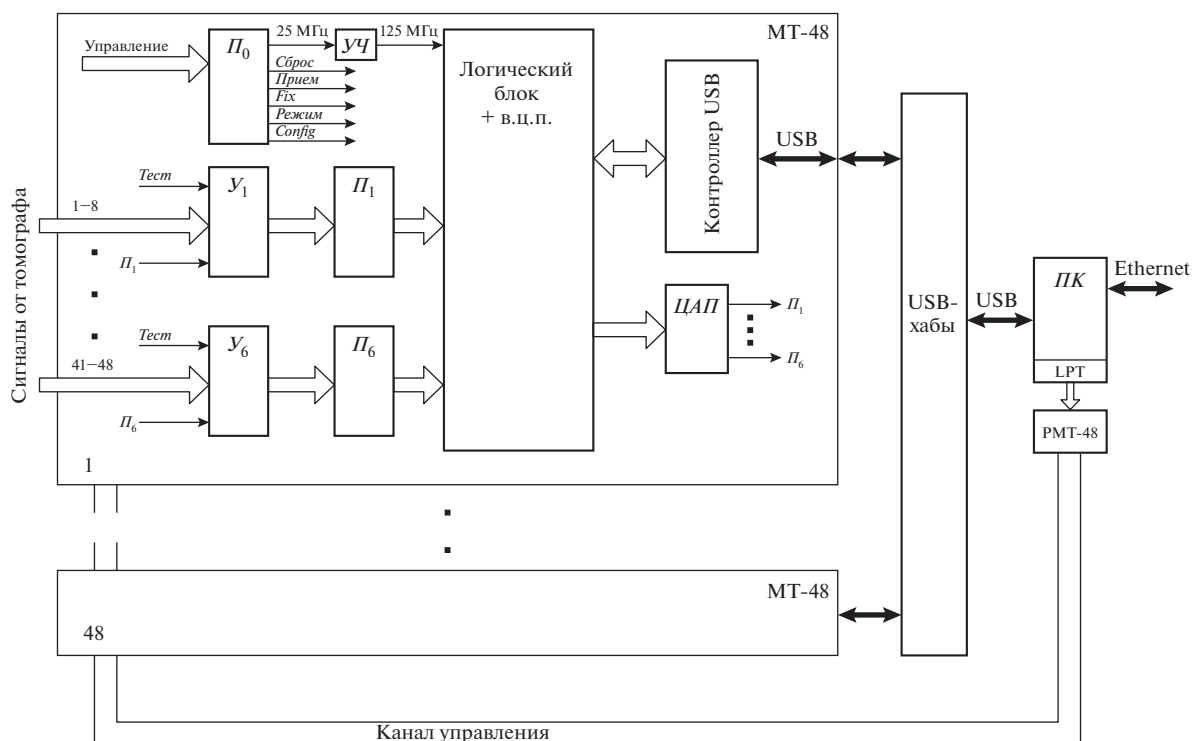 МТ-48
Управление
П0
25 МГц
УЧ
125 МГц
Сброс
Прием
Fix
Режим
Config
Логический
блок
+ в.ц.п.
Контроллер USB
USB
Сигналы от томографа
Тест
1−8
У1
П1
П1
ЦАП
П1
П6
Тест
41−48
У6
П6
П6
1
USB-
хабы
USB
ПК
Ethernet
LPT
РМТ-48
МТ-48
48
Канал управления